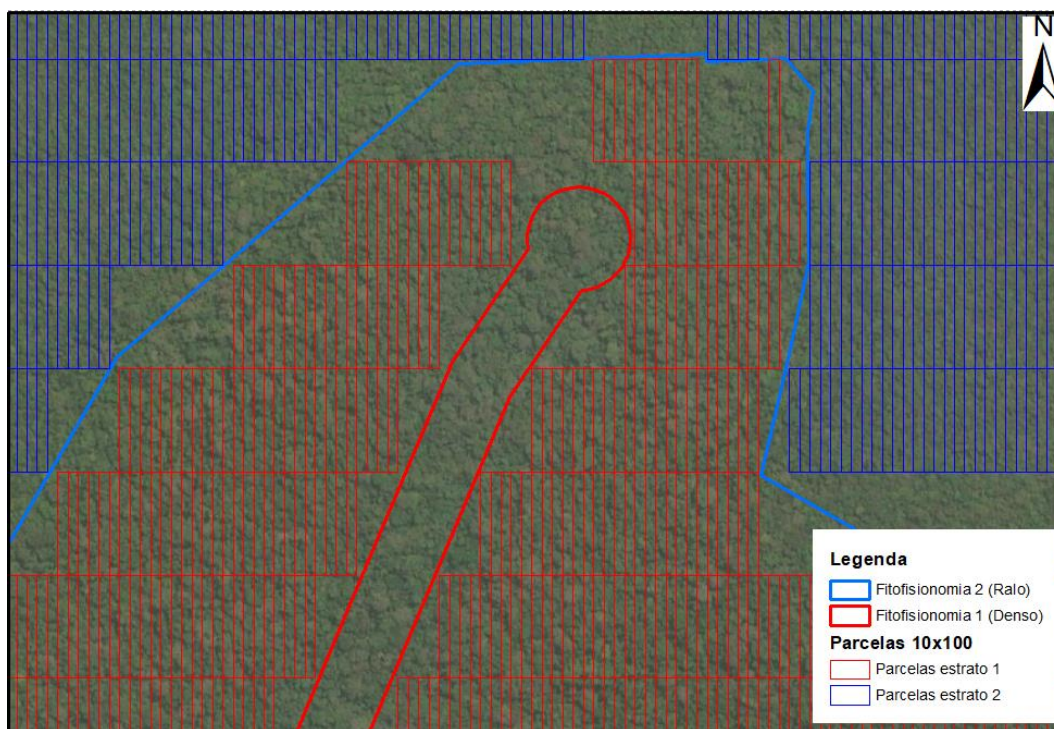 N
Legenda
Fitofisionomia 2 (Ralo)
Fitofisionomia 1 (Denso)
Parcelas 10x100
Parcelas estrato 1
Parcelas estrato 2